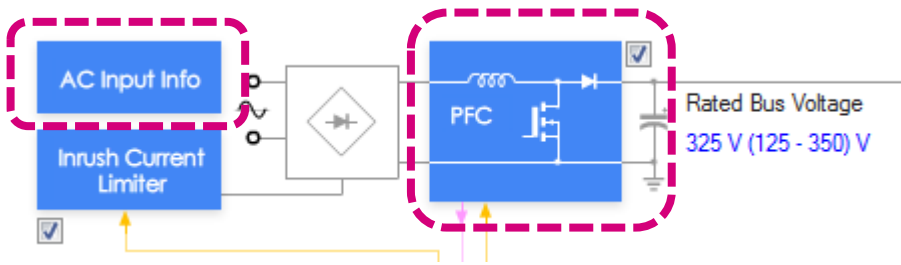 AC Input Info
Inrush Current
Limiter
PFC
Rated Bus Voltage
325 V (125 - 350) V